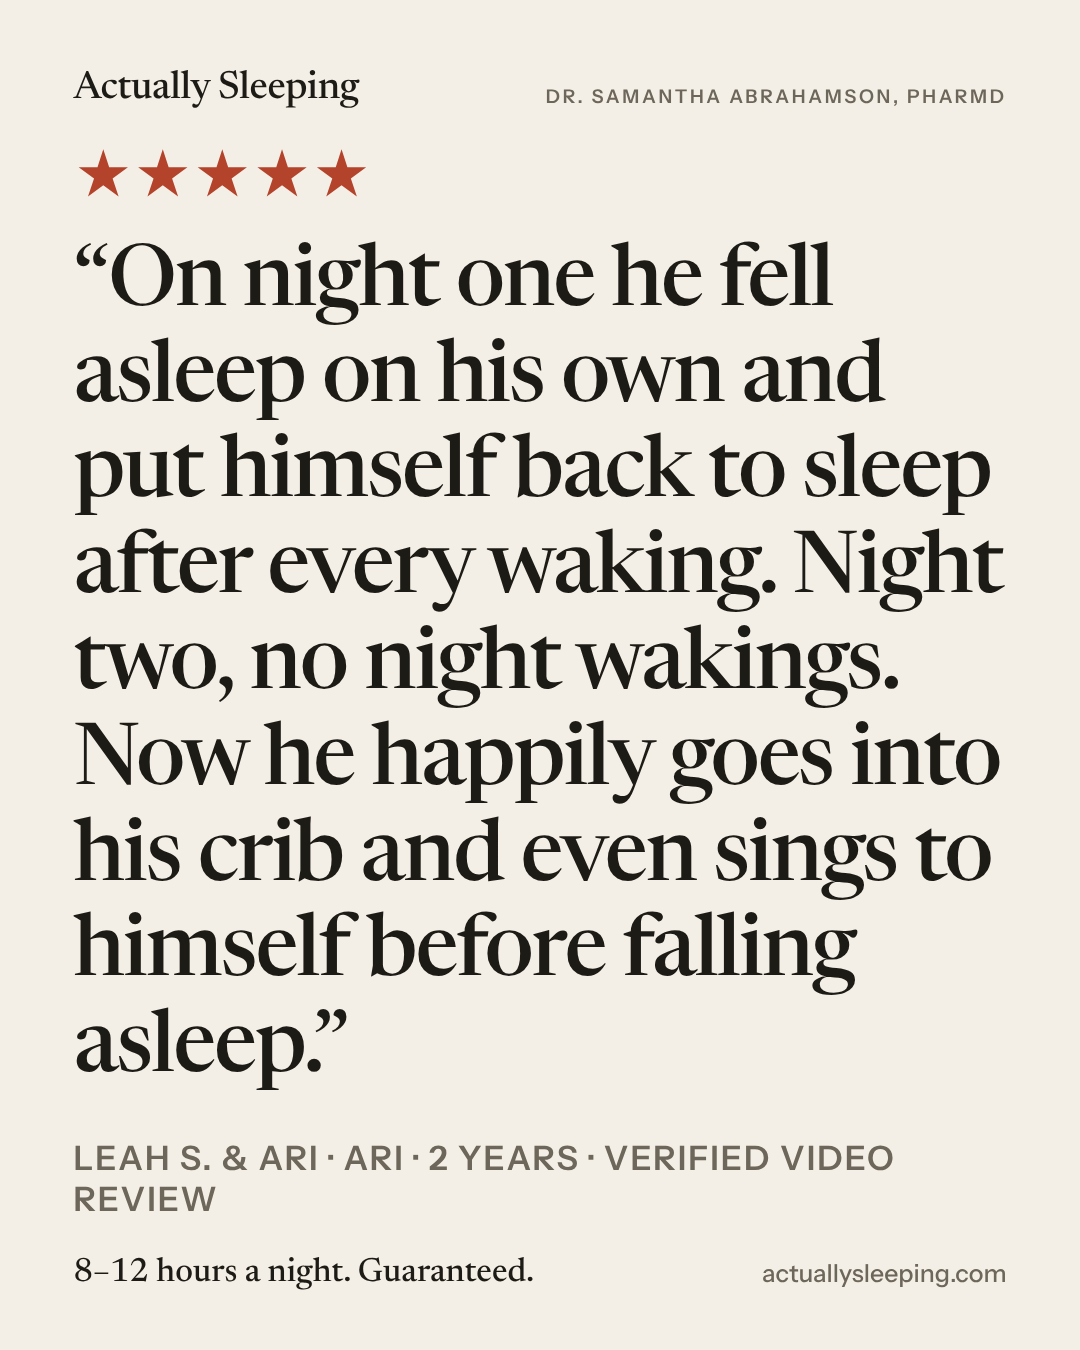 Actually Sleeping
DR. SAMANTHA ABRAHAMSON, PHARMD
★★★★★
“On night one he fell
asleep on his own and
put himself back to sleep
after every waking. Night
two, no night wakings.
Now he happily goes into
his crib and even sings to
himself before falling
asleep.”
LEAH S. & ARI · ARI · 2 YEARS · VERIFIED VIDEO
REVIEW
8–12 hours a night. Guaranteed.
actuallysleeping.com